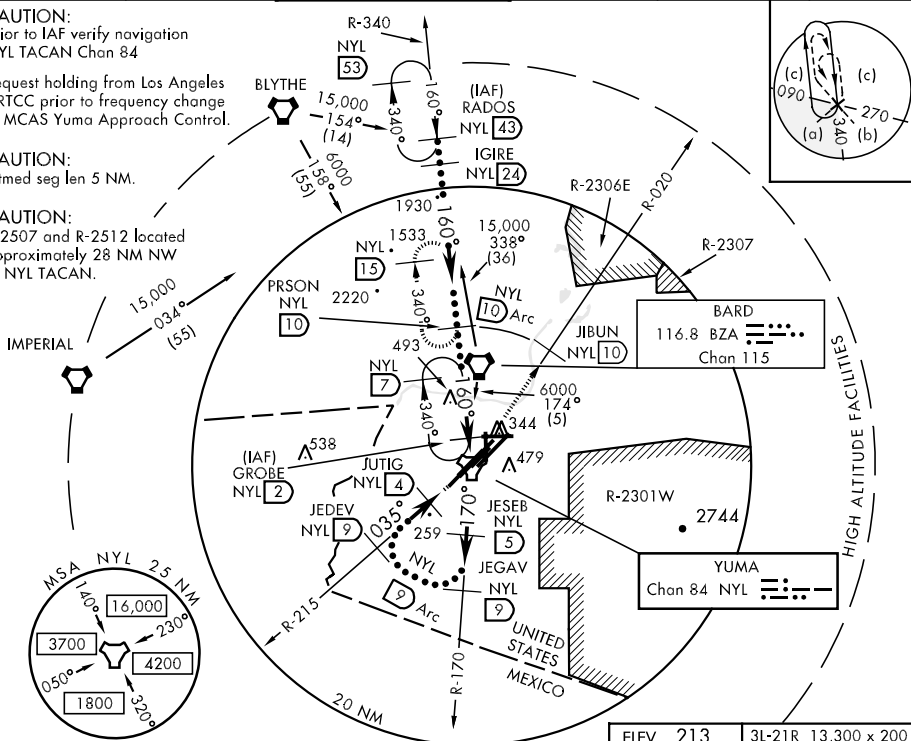 AUTION:
ior to IAF verify navigation
YL TACAN Chan 84
equest holding from Los Angeles
RTCC prior to frequency change
MCAS Yuma Approach Control.
AUTION:
tmed seg len 5 NM.
AUTION:
2507 and R-2512 located
pproximately 28 NM NW
NYL TACAN.
R-340
NYL
53
BLYTHE
15,000
154°
(14)
160°
340°
(IAF)
RADOS
NYL 43
IGIRE
NYL 24
6000
158°
(55)
(c)
(c)
090
270
(a)
(b)
340
R-2306E
R-020
R-2307
1930
1533
160°
15,000
338°
(36)
NYL
15
2220
340°
PRSON
NYL
10
NYL
10 Arc
JIBUN
NYL 10
BARD
116.8 BZA
Chan 115
15,000
034°
(55)
IMPERIAL
493
NYL
7
160°
340°
6000
174°
(5)
344
479
538
(IAF)
GROBE
NYL 2
JUTIG
NYL 4
JEDEV
NYL 9
035°
259
170°
JESEB
NYL
5
JEGAV
NYL
9
NYL
9 Arc
R-215
R-170
R-2301W
2744
YUMA
Chan 84 NYL
HIGH ALTITUDE FACILITIES
UNITED
STATES
MEXICO
20 NM
MSA NYL 25 NM
140°
16,000
230°
3700
4200
050°
1800
320°
ELEV 213
3L-21R 13,300 x 200